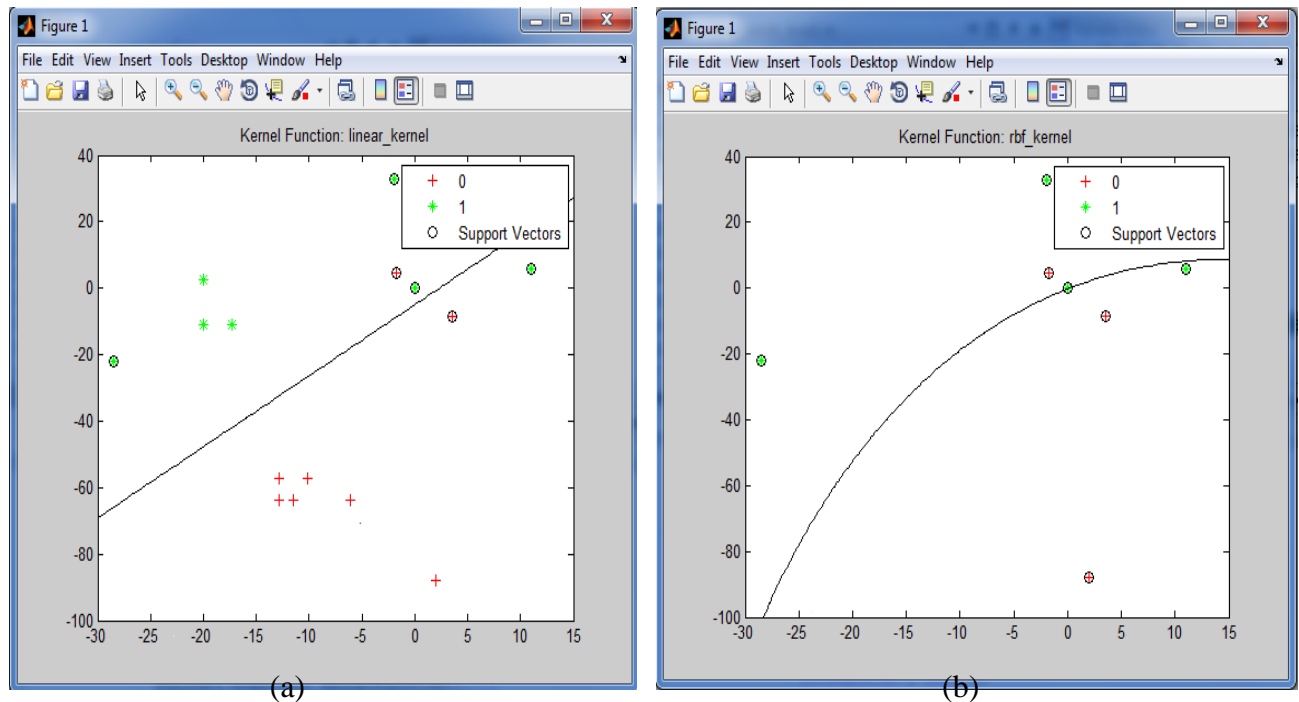 Figure 1
File Edit View Insert Tools Desktop Window Help
Kernel Function: linear_kernel
40
20
0
-20
-40
-60
-80
-100
-30 -25 -20 -15 -10 -5 0 5 10 15
0
1
Support Vectors
(a)
Figure 1
File Edit View Insert Tools Desktop Window Help
Kernel Function: rbf_kernel
40
20
0
-20
-40
-60
-80
-100
-30 -25 -20 -15 -10 -5 0 5 10 15
0
1
Support Vectors
(b)